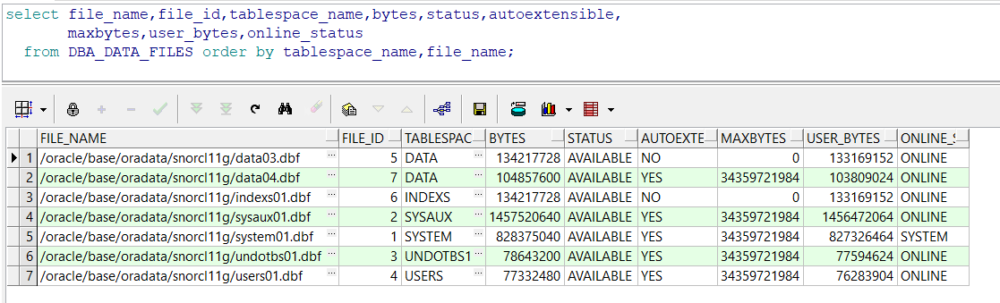 select file_name,file_id,tablespace_name,bytes,status,autoextensible,
maxbytes,user_bytes,online_status
from DBA_DATA_FILES order by tablespace_name,file_name;
FILE_NAME FILE_ID TABLESPAC BYTES STATUS AUTOEXTE MAXBYTES USER_BYTES ONLINE_S
1 /oracle/base/oradata/snorcl11g/data03.dbf ... 5 DATA ... 134217728 AVAILABLE NO 0 133169152 ONLINE
2 /oracle/base/oradata/snorcl11g/data04.dbf ... 7 DATA ... 104857600 AVAILABLE YES 34359721984 103809024 ONLINE
3 /oracle/base/oradata/snorcl11g/indexs01.dbf ... 6 INDEXS ... 134217728 AVAILABLE NO 0 133169152 ONLINE
4 /oracle/base/oradata/snorcl11g/sysaux01.dbf ... 2 SYSAUX ... 1457520640 AVAILABLE YES 34359721984 1456472064 ONLINE
5 /oracle/base/oradata/snorcl11g/system01.dbf ... 1 SYSTEM ... 828375040 AVAILABLE YES 34359721984 827326464 SYSTEM
6 /oracle/base/oradata/snorcl11g/undotbs01.dbf ... 3 UNDOTBS1 ... 78643200 AVAILABLE YES 34359721984 77594624 ONLINE
7 /oracle/base/oradata/snorcl11g/users01.dbf ... 4 USERS ... 77332480 AVAILABLE YES 34359721984 76283904 ONLINE